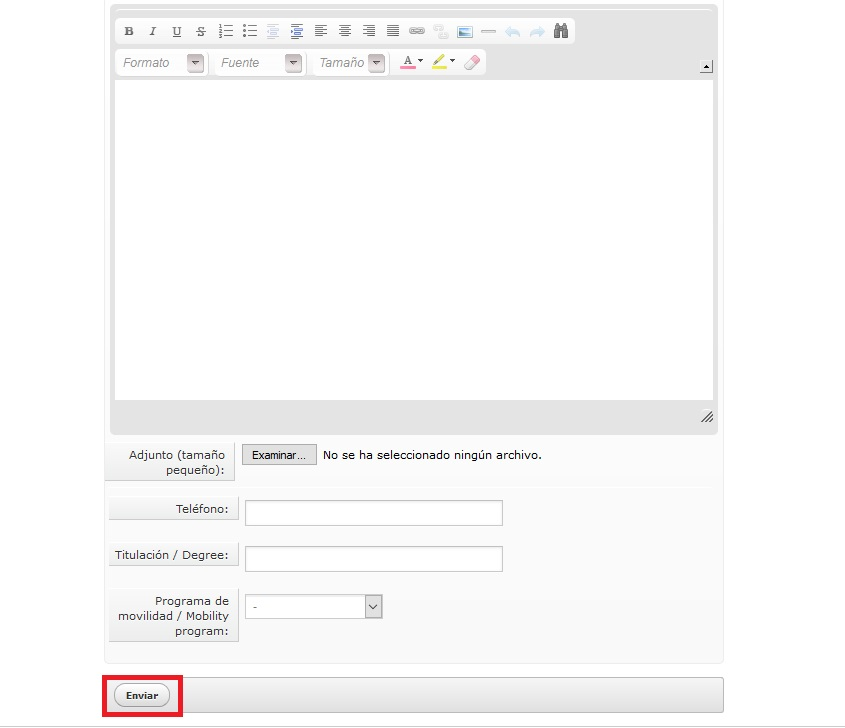 B I U S
Formato Fuente Tamaño A
Adjunto (tamaño
pequeño):
Examinar... No se ha seleccionado ningún archivo.
Teléfono:
Titulación / Degree:
Programa de
movilidad / Mobility
program:
-
Enviar